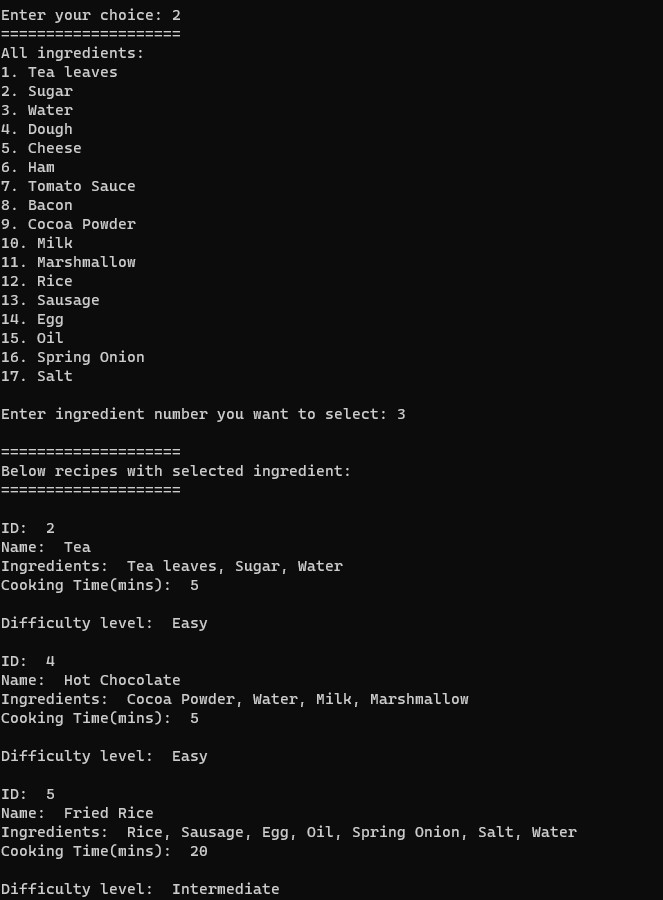 Enter your choice: 2
====================
All ingredients:
1. Tea leaves
2. Sugar
3. Water
4. Dough
5. Cheese
6. Ham
7. Tomato Sauce
8. Bacon
9. Cocoa Powder
10. Milk
11. Marshmallow
12. Rice
13. Sausage
14. Egg
15. Oil
16. Spring Onion
17. Salt
Enter ingredient number you want to select: 3
====================
Below recipes with selected ingredient:
====================
ID:  2
Name:  Tea
Ingredients:  Tea leaves, Sugar, Water
Cooking Time(mins):  5
Difficulty level:  Easy
ID:  4
Name:  Hot Chocolate
Ingredients:  Cocoa Powder, Water, Milk, Marshmallow
Cooking Time(mins):  5
Difficulty level:  Easy
ID:  5
Name:  Fried Rice
Ingredients:  Rice, Sausage, Egg, Oil, Spring Onion, Salt, Water
Cooking Time(mins):  20
Difficulty level:  Intermediate